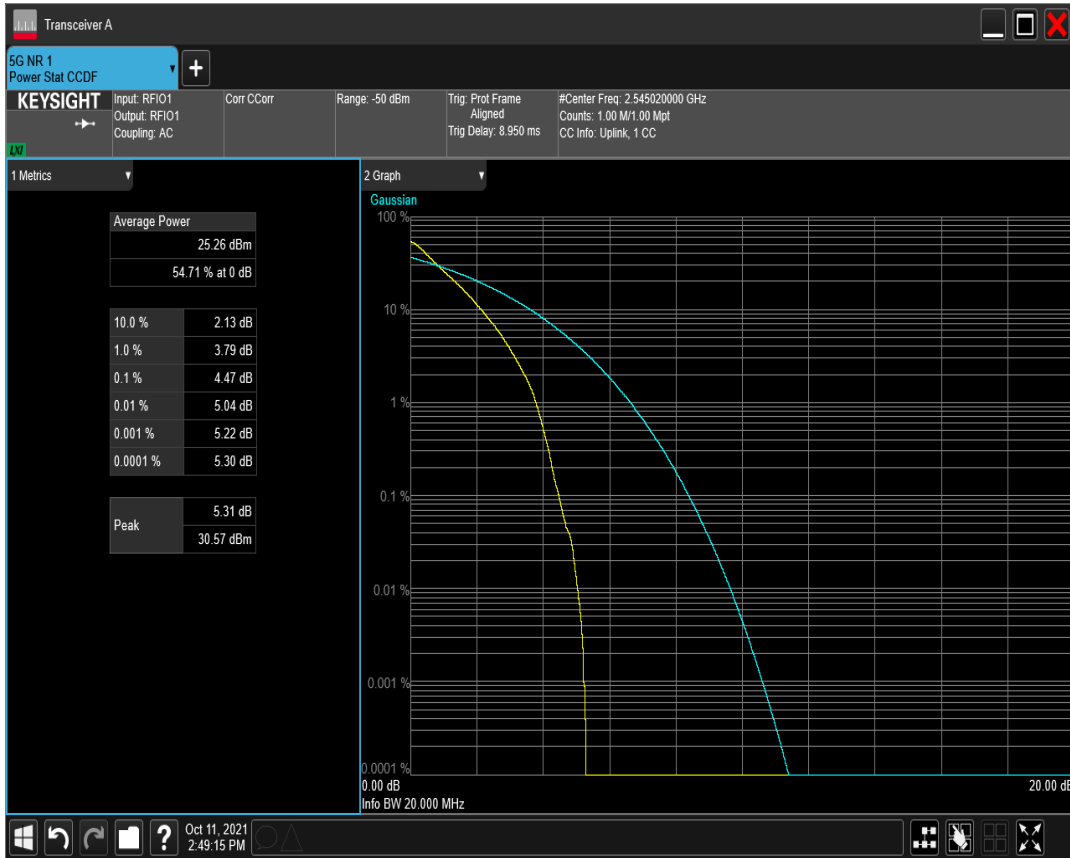 Transceiver A
5G NR 1
Power Stat CCDF
KEYSIGHT
LXI
Input: RFIO1
Output: RFIO1
Coupling: AC
Corr CCorr
Range: -50 dBm
Trig: Prot Frame
Aligned
Trig Delay: 8.950 ms
#Center Freq: 2.545020000 GHz
Counts: 1.00 M/1.00 Mpt
CC Info: Uplink, 1 CC
1 Metrics
Average Power
25.26 dBm
54.71 % at 0 dB
10.0 % 2.13 dB
1.0 % 3.79 dB
0.1 % 4.47 dB
0.01 % 5.04 dB
0.001 % 5.22 dB
0.0001 % 5.30 dB
Peak 5.31 dB
30.57 dBm
2 Graph
Gaussian
100 %
10 %
1 %
0.1 %
0.01 %
0.001 %
0.0001 %
0.00 dB 20.00 dB
Info BW 20.000 MHz
Oct 11, 2021
2:49:15 PM